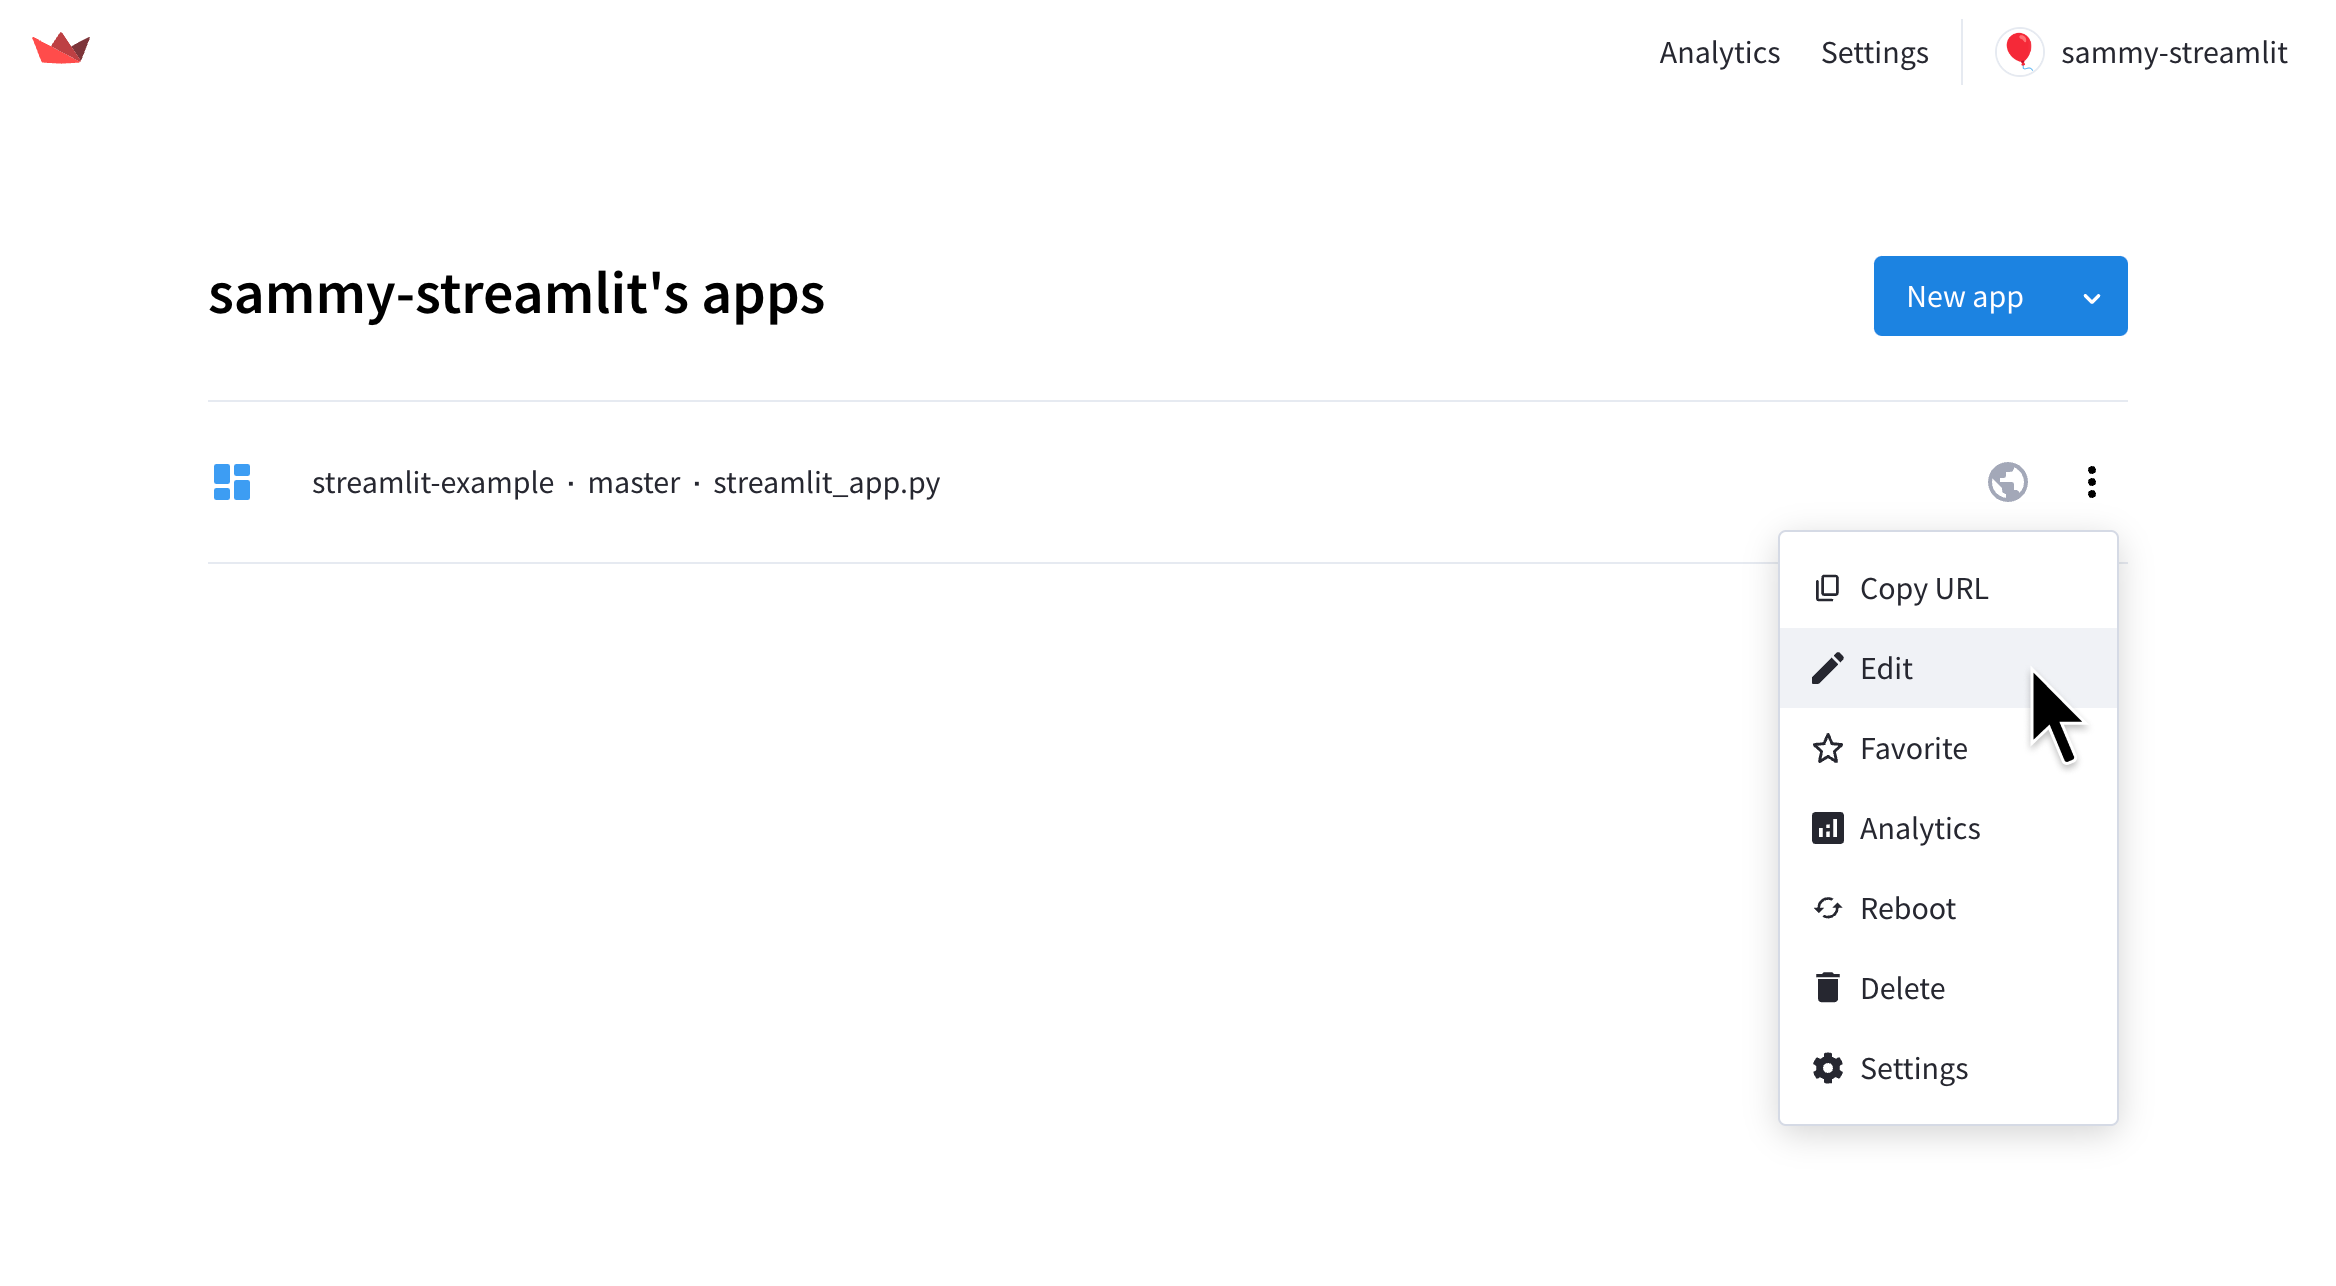 Analytics Settings sammy-streamlit
sammy-streamlit's apps
New app
streamlit-example · master · streamlit_app.py
Copy URL
Edit
Favorite
Analytics
Reboot
Delete
Settings